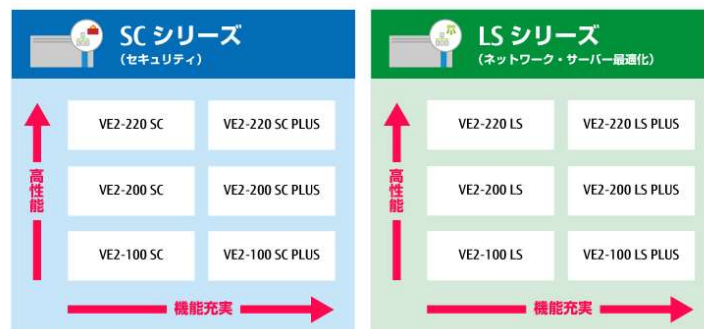 SC シリーズ
(セキュリティ)
高性能
VE2-220 SC
VE2-220 SC PLUS
VE2-200 SC
VE2-200 SC PLUS
VE2-100 SC
VE2-100 SC PLUS
機能充実
LS シリーズ
(ネットワーク・サーバー最適化)
高性能
VE2-220 LS
VE2-220 LS PLUS
VE2-200 LS
VE2-200 LS PLUS
VE2-100 LS
VE2-100 LS PLUS
機能充実